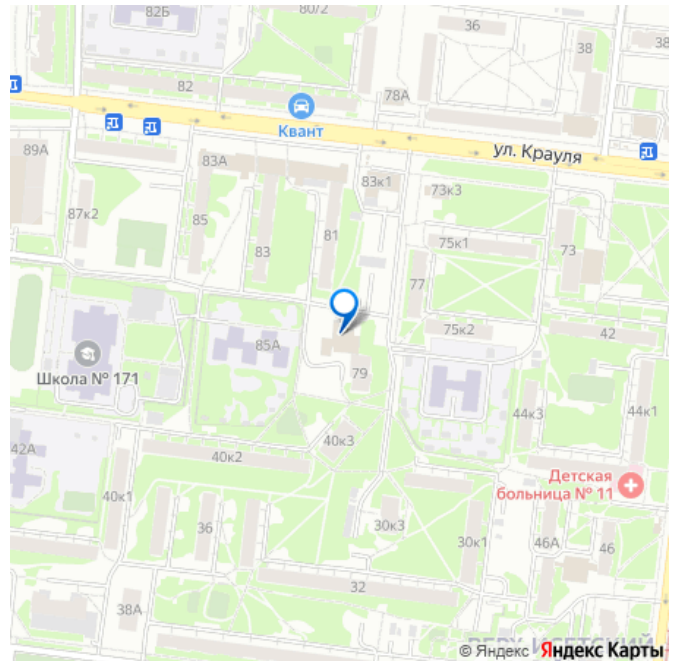 82Б
80/2
36
38
38
82
78А
Квант
ул. Крауля
89А
83А
83к1
73к3
87к2
85
83
81
75к1
73
77
75к2
42
85А
Школа № 171
79
44к3
44к1
42А
40к3
40к2
Детская
больница № 11
40к1
36
30к3
30к1
46А
46
32
38А
ВЕРХ-ИСЕТСКИЙ
© Яндекс Яндекс Карты